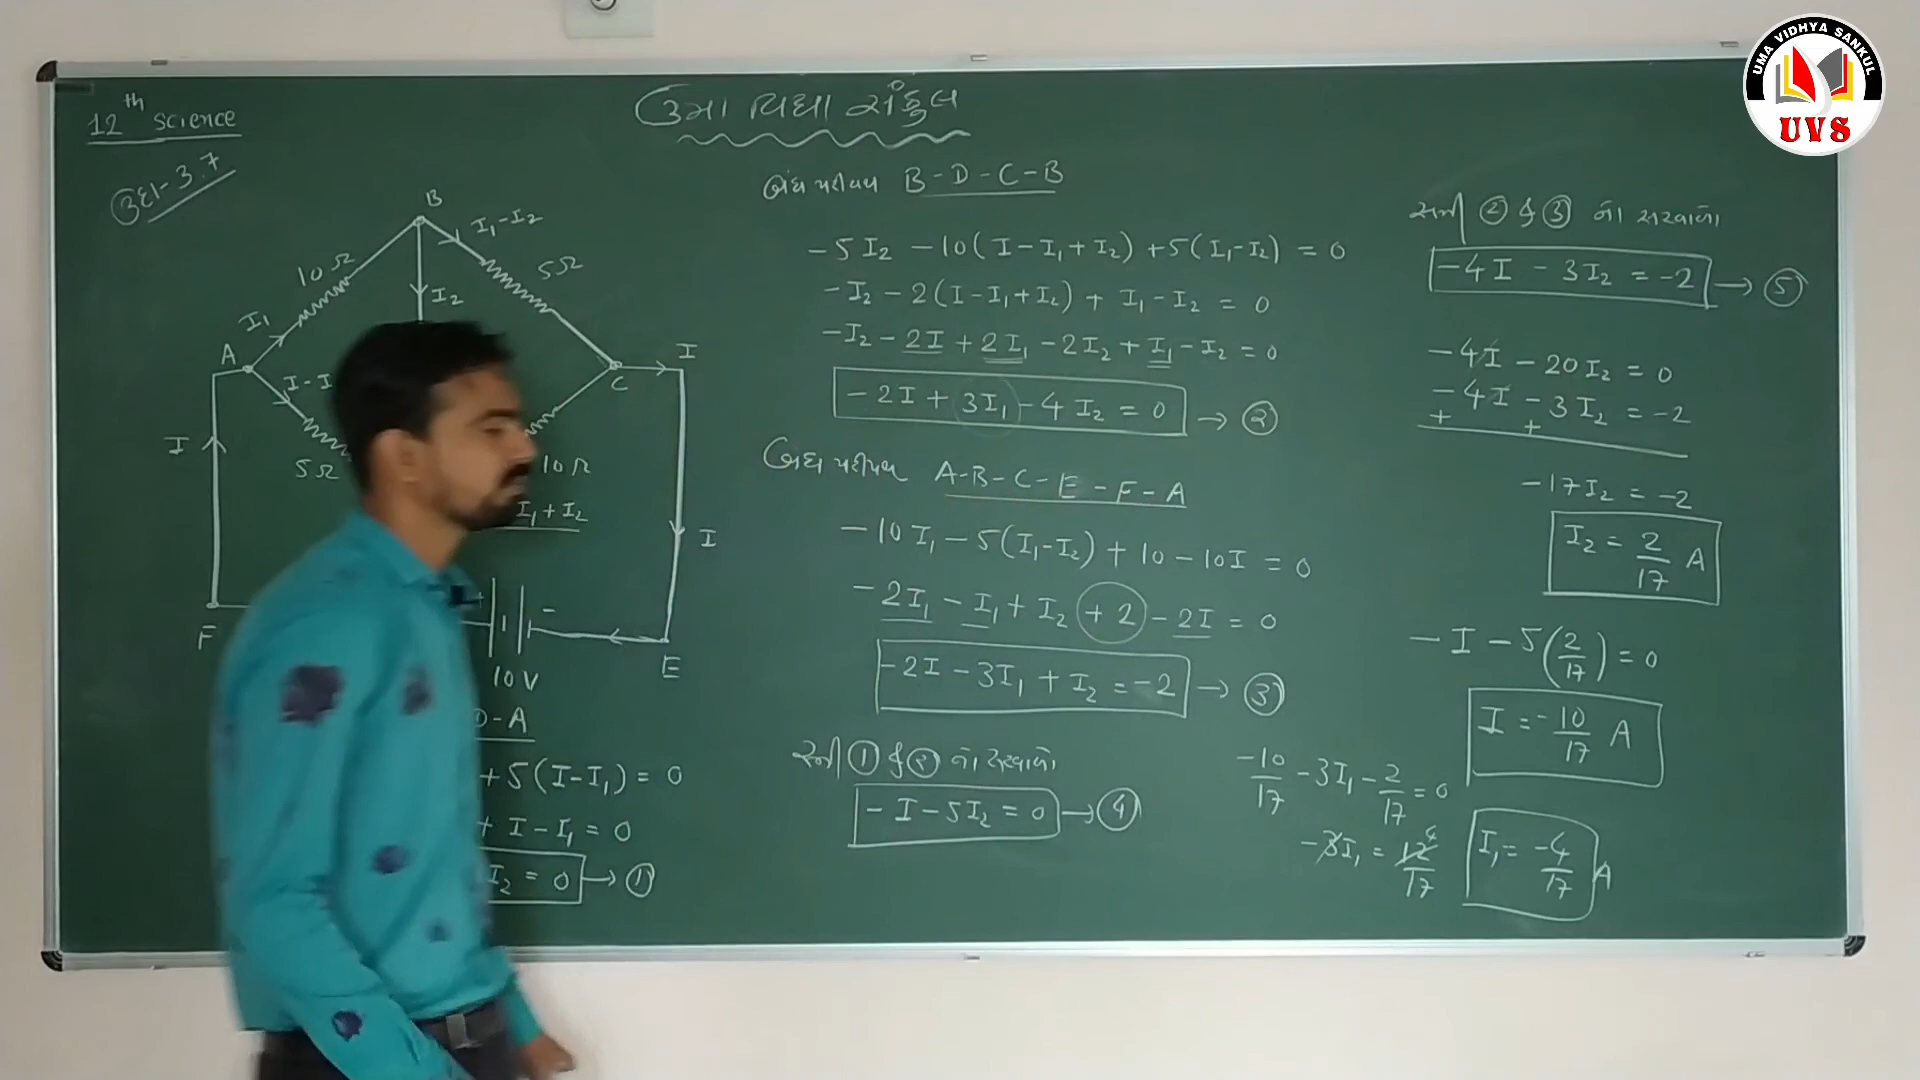 12th Science
ઉદા-3.7
ઉમા વિદ્યા સંકુલ
B
I₁-I₂
10Ω
5Ω
I₂
I₁
A
I
C
I-I
I
5Ω
10Ω
I₁+I₂
I
F
E
10V
D-A
+5(I-I₁) = 0
+ I-I₁ = 0
I₂ = 0 → ①
બંધ પરીપથ B-D-C-B
-5I₂ -10(I-I₁+I₂) +5(I₁-I₂) = 0
-I₂-2(I-I₁+I₂) + I₁-I₂ = 0
-I₂-2I+2I₁-2I₂+I₁-I₂ = 0
-2I+3I₁-4I₂ = 0 → ②
બંધ પરીપથ A-B-C-E-F-A
-10I₁-5(I₁-I₂)+10-10I = 0
-2I₁-I₁+I₂+2-2I = 0
-2I-3I₁+I₂ = -2 → ③
સમી ① & ② નો સરવાળો
-I-5I₂ = 0 → ④
સમી ② & ③ નો સરવાળો
-4I-3I₂ = -2 → ⑤
-4I-20I₂ = 0
-4I-3I₂ = -2
+ +
-17I₂ = -2
I₂ = 2/17 A
-I-5(2/17) = 0
I = -10/17 A
-10/17 -3I₁ - 2/17 = 0
-3I₁ = 12/17 4
I₁ = -4/17 A
UMA VIDHYA SANKUL
UVS